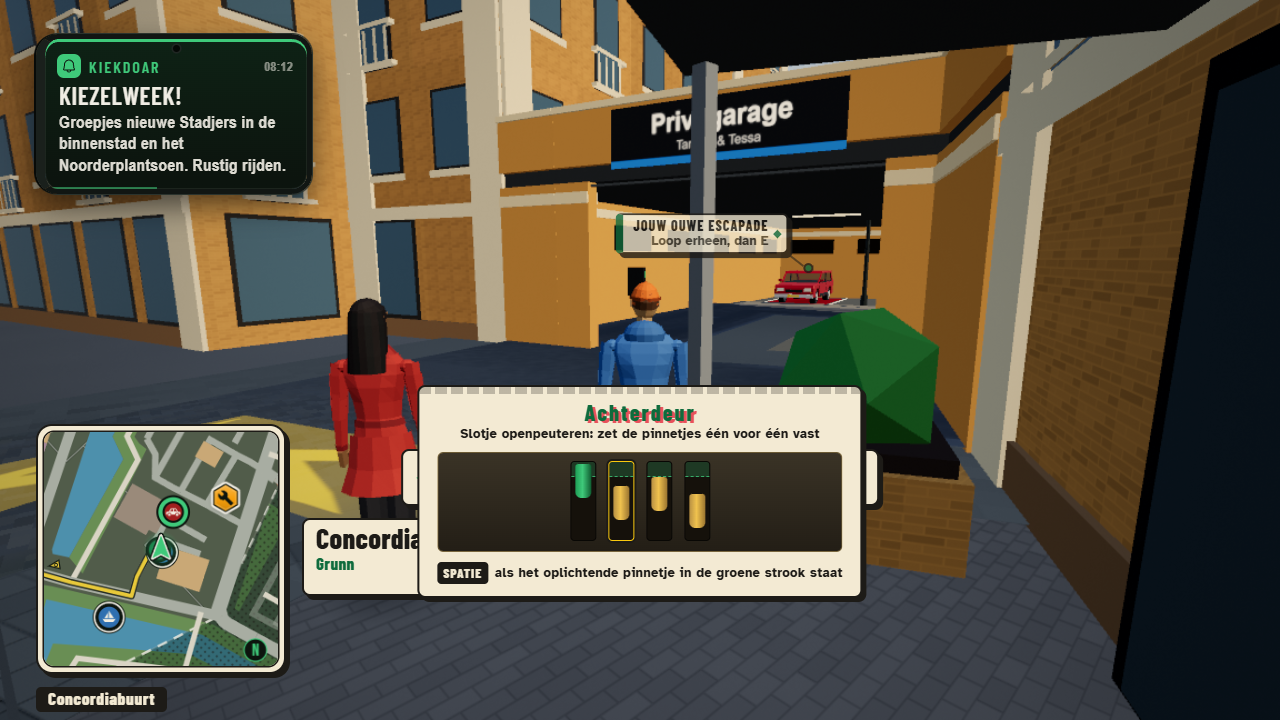 KIEKDOAR
08:12
KIEZELWEEK!
Groepjes nieuwe Stadjers in de
binnenstad en het
Noorderplantsoen. Rustig rijden.
garage
& Tessa
JOUW OUWE ESCAPADE
Loop erheen, dan E
Achterdeur
Slotje openpeuteren: zet de pinnetjes één voor één vast
SPATIE als het oplichtende pinnetje in de groene strook staat
Concordia
Grunn
N
Concordiabuurt